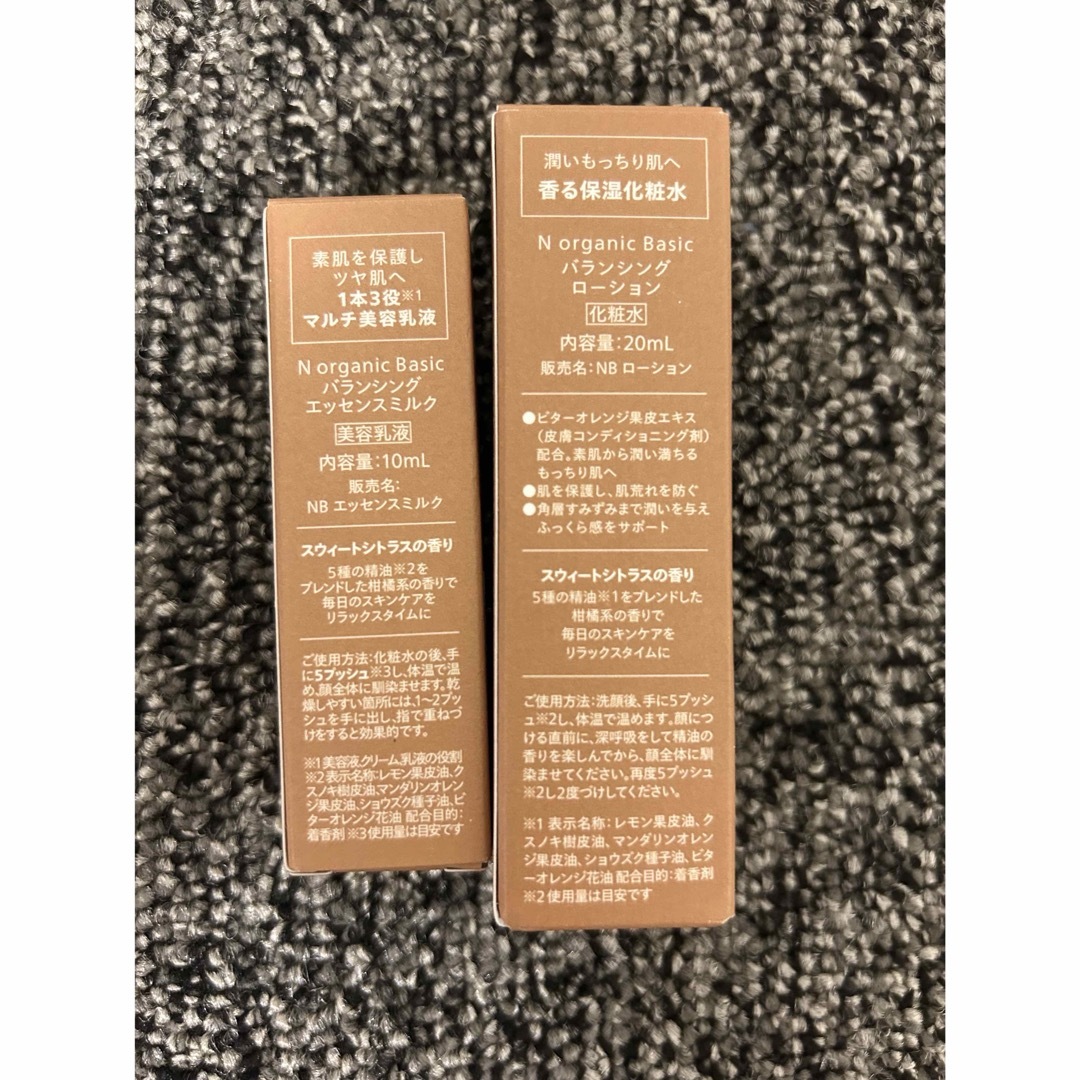 素肌を保護し
ツヤ肌へ
1本3役※1
マルチ美容乳液
N organic Basic
バランシング
エッセンスミルク
美容乳液
内容量:10mL
販売名:
NB エッセンスミルク
スウィートシトラスの香り
5種の精油※2を
ブレンドした柑橘系の香りで
毎日のスキンケアを
リラックスタイムに
ご使用方法:化粧水の後、手
に5プッシュ※3し、体温で温
め、顔全体に馴染ませます。乾
燥しやすい箇所には、1〜2プッ
シュを手に出し、指で重ねづ
けをすると効果的です。
※1 美容液、クリーム、乳液の役割
※2 表示名称:レモン果皮油、ク
スノキ樹皮油、マンダリンオレン
ジ果皮油、ショウズク種子油、ビ
ターオレンジ花油 配合目的:
着香剤 ※3 使用量は目安です
潤いもっちり肌へ
香る保湿化粧水
N organic Basic
バランシング
ローション
化粧水
内容量:20mL
販売名:NB ローション
●ビターオレンジ果皮エキス
(皮膚コンディショニング剤)
配合。素肌から潤い満ちる
もっちり肌へ
●肌を保護し、肌荒れを防ぐ
●角層すみずみまで潤いを与え
ふっくら感をサポート
スウィートシトラスの香り
5種の精油※1をブレンドした
柑橘系の香りで
毎日のスキンケアを
リラックスタイムに
ご使用方法:洗顔後、手に5プッシ
ュ※2し、体温で温めます。顔につ
ける直前に、深呼吸をして精油の
香りを楽しんでから、顔全体に馴
染ませてください。再度5プッシュ
※2し2度づけしてください。
※1 表示名称:レモン果皮油、ク
スノキ樹皮油、マンダリンオレン
ジ果皮油、ショウズク種子油、ビタ
ーオレンジ花油 配合目的:着香剤
※2 使用量は目安です